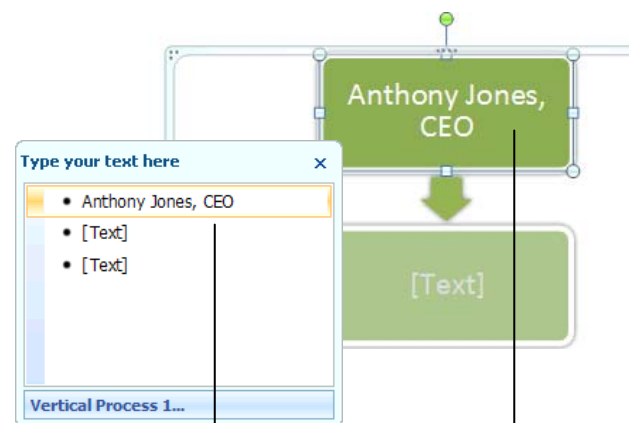 Anthony Jones,
CEO
Type your text here
• Anthony Jones, CEO
• [Text]
• [Text]
[Text]
Vertical Process 1...